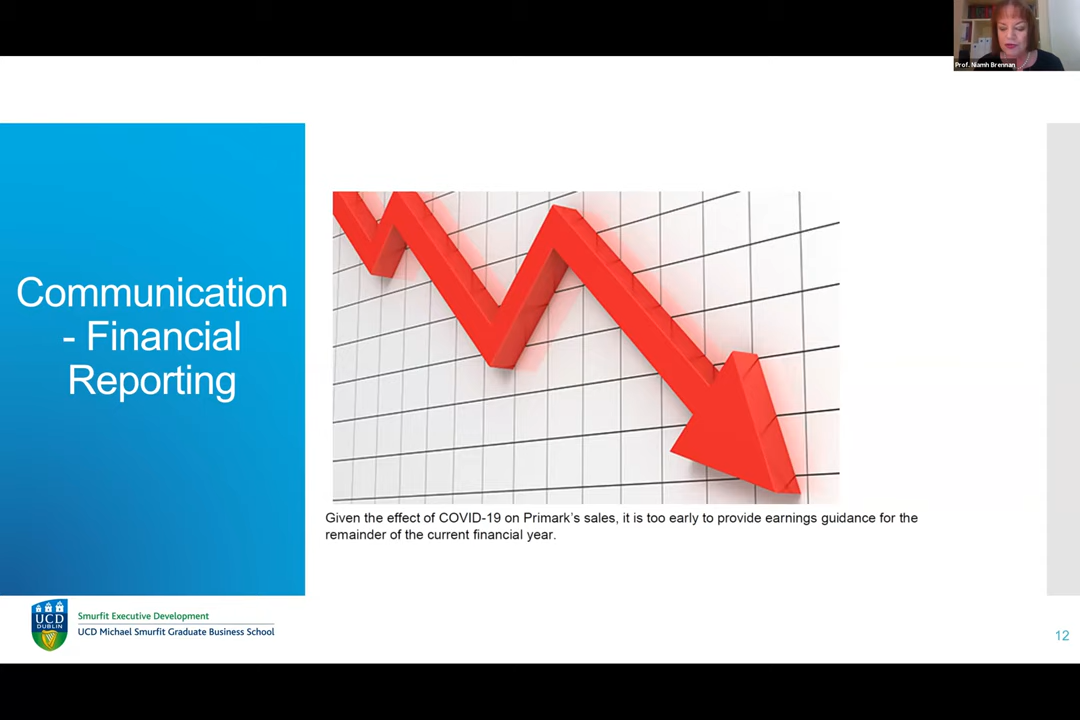 Prof. Niamh Brennan
Communication
- Financial
Reporting
Given the effect of COVID-19 on Primark's sales, it is too early to provide earnings guidance for the
remainder of the current financial year.
UCD
DUBLIN
Smurfit Executive Development
UCD Michael Smurfit Graduate Business School
12